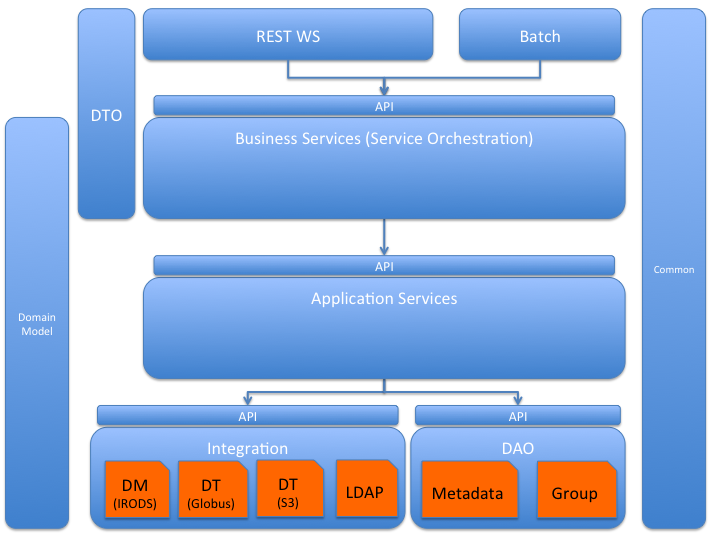 REST WS
Batch
DTO
API
Business Services (Service Orchestration)
API
Application Services
Common
Domain
Model
API
API
Integration
DAO
DM
(IRODS)
DT
(Globus)
DT
(S3)
LDAP
Metadata
Group